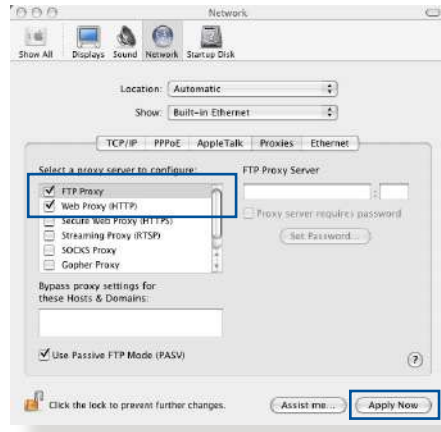 Network
Show All Displays Sound Network Startup Disk
Location: Automatic
Show: Built-in Ethernet
TCP/IP PPPoE AppleTalk Proxies Ethernet
Select a proxy server to configure: FTP Proxy Server
FTP Proxy
Web Proxy (HTTP) :
Secure Web Proxy (HTTPS) Proxy server requires password
Streaming Proxy (RTSP) Set Password...
SOCKS Proxy
Gopher Proxy
Bypass proxy settings for
these Hosts & Domains:
Use Passive FTP Mode (PASV) ?
Click the lock to prevent further changes. Assist me... Apply Now